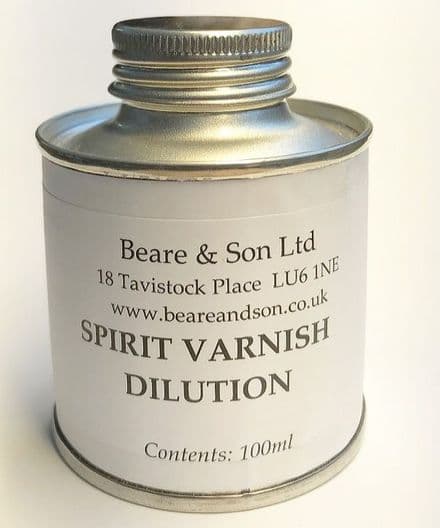 Beare & Son Ltd
18 Tavistock Place LU6 1NE
www.beareandson.co.uk
SPIRIT VARNISH
DILUTION
Contents: 100ml